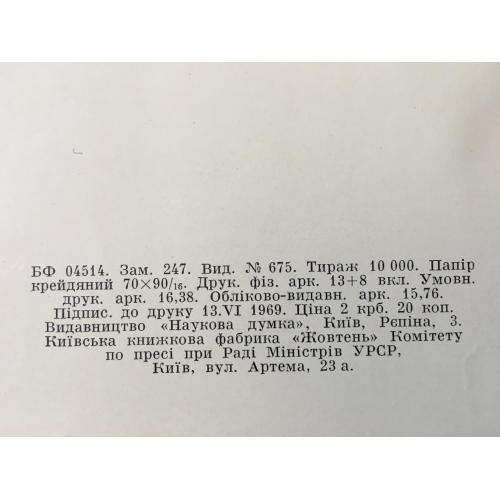 БФ 04514. Зам. 247. Вид. № 675. Тираж 10 000. Папір
крейдяний 70×90/₁₆. Друк. фіз. арк. 13+8 вкл. Умовн.
друк. арк. 16,38. Обліково-видавн. арк. 15,76.
Підпис. до друку 13.VI 1969. Ціна 2 крб. 20 коп.
Видавництво «Наукова думка», Київ, Рєпіна, 3.
Київська книжкова фабрика «Жовтень» Комітету
по пресі при Раді Міністрів УРСР,
Київ, вул. Артема, 23 а.